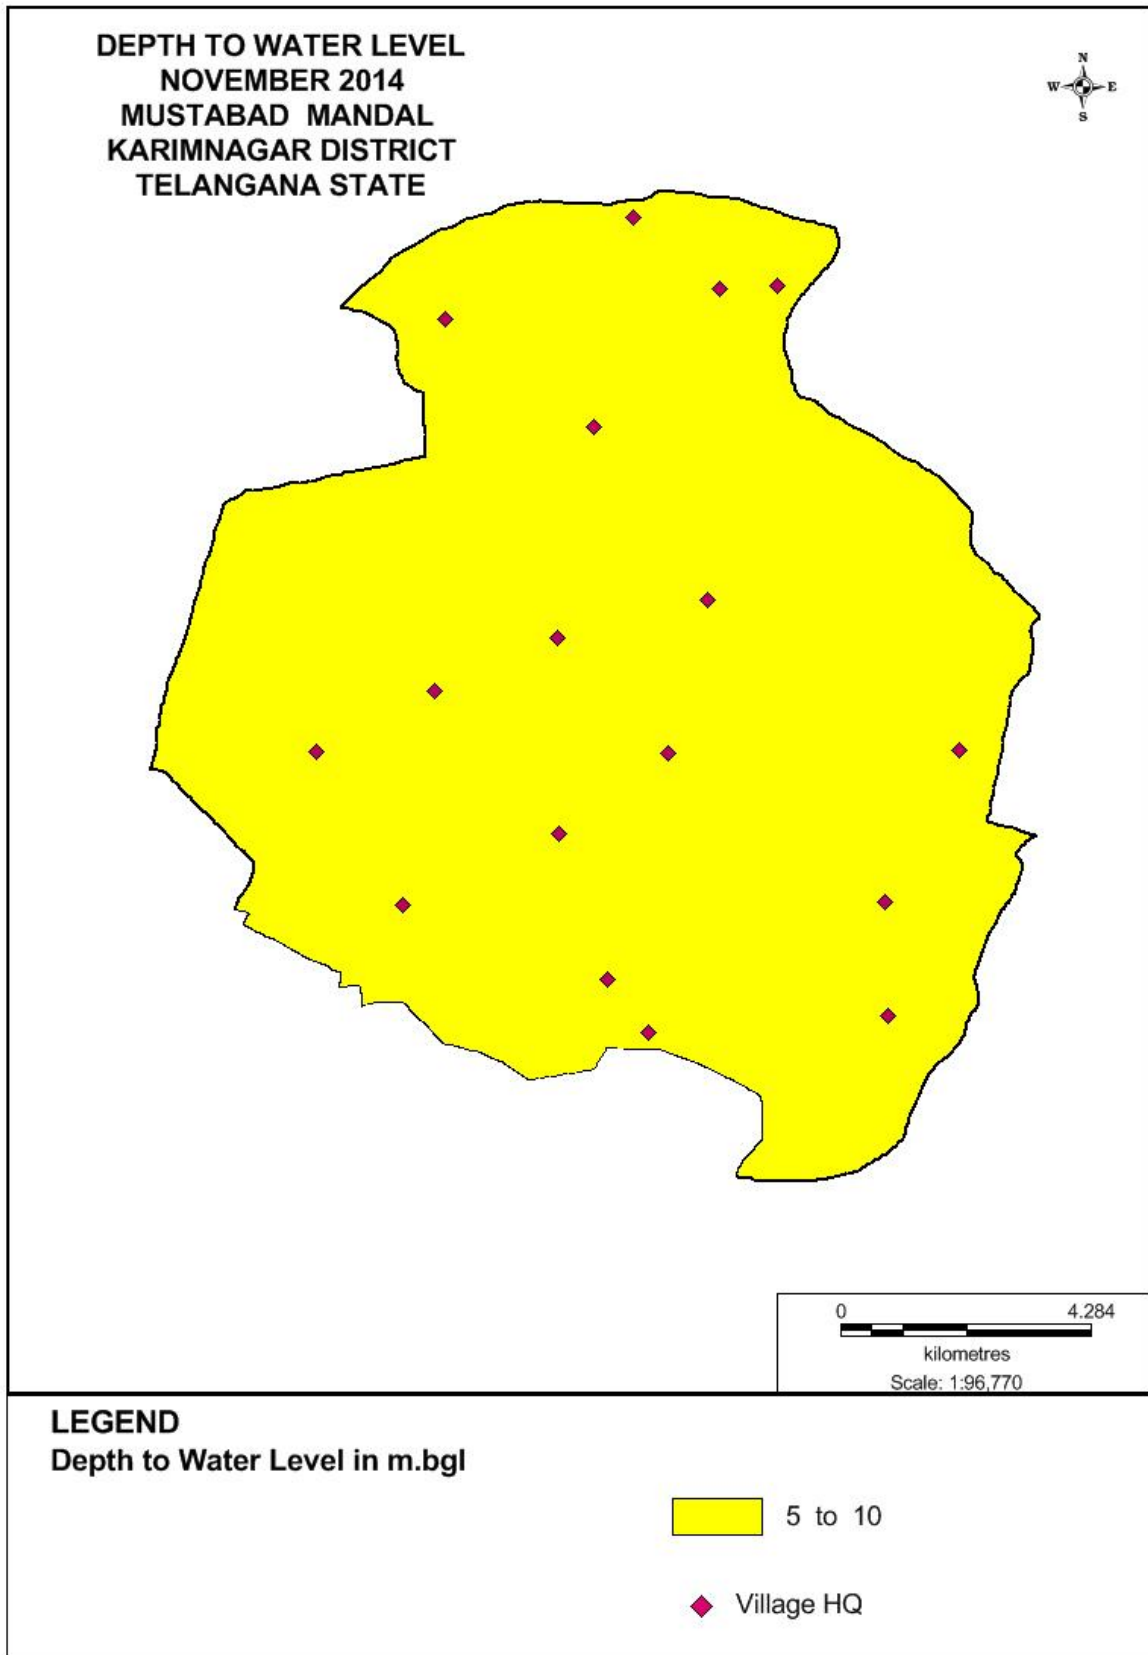 DEPTH TO WATER LEVEL
NOVEMBER 2014
MUSTABAD MANDAL
KARIMNAGAR DISTRICT
TELANGANA STATE
N
W E
S
0 4.284
kilometres
Scale: 1:96,770
LEGEND
Depth to Water Level in m.bgl
5 to 10
Village HQ